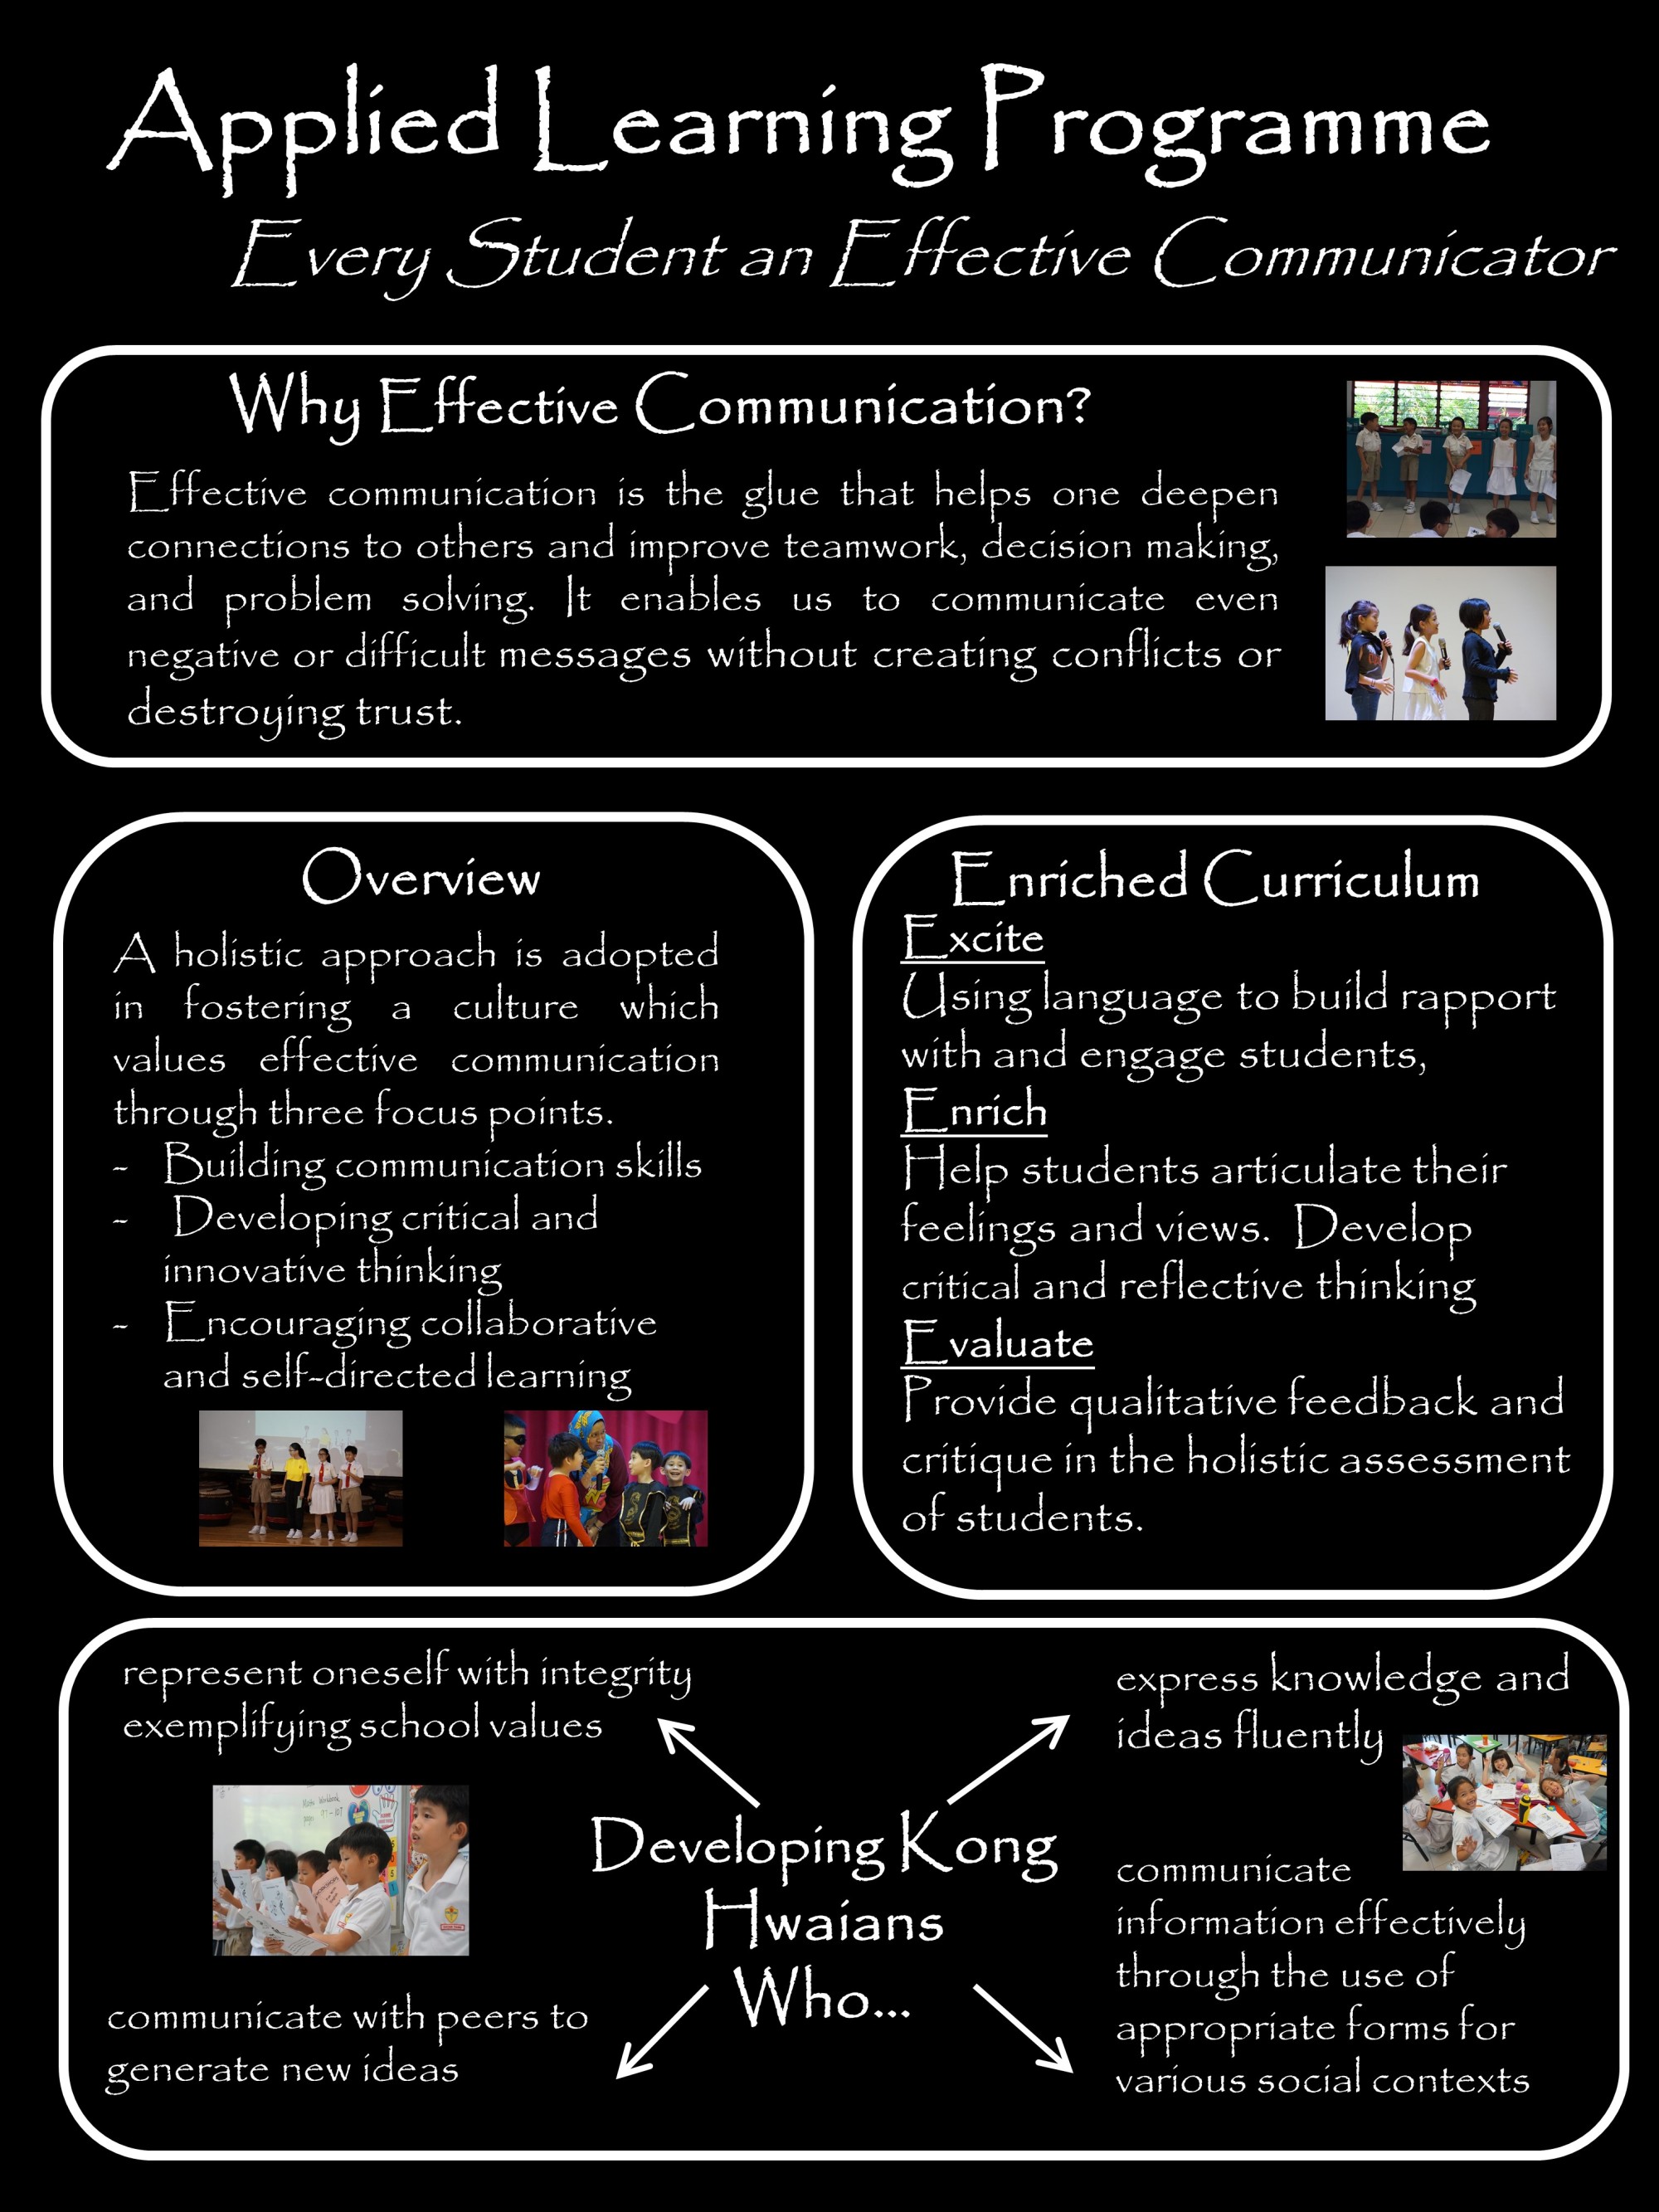 Applied Learning Programme
Every Student an Effective Communicator
Why Effective Communication?
Effective communication is the glue that helps one deepen
connections to others and improve teamwork, decision making,
and problem solving. It enables us to communicate even
negative or difficult messages without creating conflicts or
destroying trust.
Overview
A holistic approach is adopted
in fostering a culture which
values effective communication
through three focus points.
- Building communication skills
- Developing critical and
innovative thinking
- Encouraging collaborative
and self-directed learning
Enriched Curriculum
Excite
Using language to build rapport
with and engage students,
Enrich
Help students articulate their
feelings and views. Develop
critical and reflective thinking
Evaluate
Provide qualitative feedback and
critique in the holistic assessment
of students.
represent oneself with integrity
exemplifying school values
express knowledge and
ideas fluently
Developing Kong
Hwaians
Who...
communicate with peers to
generate new ideas
communicate
information effectively
through the use of
appropriate forms for
various social contexts